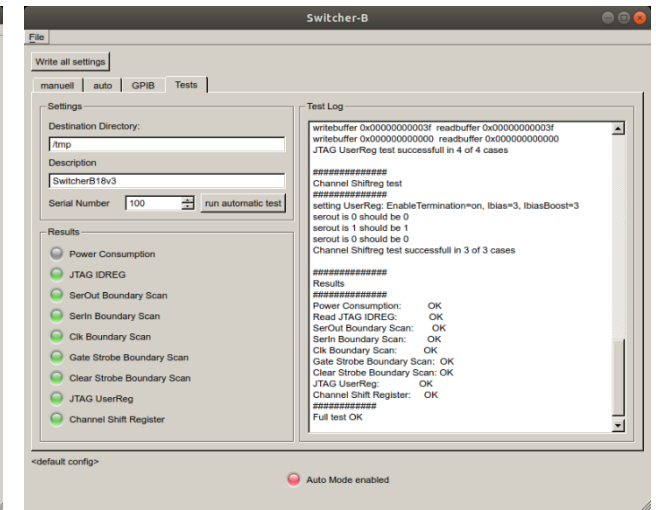 Switcher-B
File
Write all settings
manuell auto GPIB Tests
Settings
Destination Directory:
/tmp
Description
SwitcherB18v3
Serial Number 100 run automatic test
Results
Power Consumption
JTAG IDREG
SerOut Boundary Scan
SerIn Boundary Scan
Clk Boundary Scan
Gate Strobe Boundary Scan
Clear Strobe Boundary Scan
JTAG UserReg
Channel Shift Register
Test Log
writebuffer 0x00000000003f readbuffer 0x00000000003f
writebuffer 0x000000000000 readbuffer 0x000000000000
JTAG UserReg test successfull in 4 of 4 cases
##############
Channel Shiftreg test
##############
setting UserReg: EnableTermination=on, Ibias=3, IbiasBoost=3
serout is 0 should be 0
serout is 1 should be 1
serout is 0 should be 0
Channel Shiftreg test successfull in 3 of 3 cases
##############
Results
##############
Power Consumption: OK
Read JTAG IDREG: OK
SerOut Boundary Scan: OK
SerIn Boundary Scan: OK
Clk Boundary Scan: OK
Gate Strobe Boundary Scan: OK
Clear Strobe Boundary Scan: OK
JTAG UserReg: OK
Channel Shift Register: OK
############
Full test OK
<default config>
Auto Mode enabled